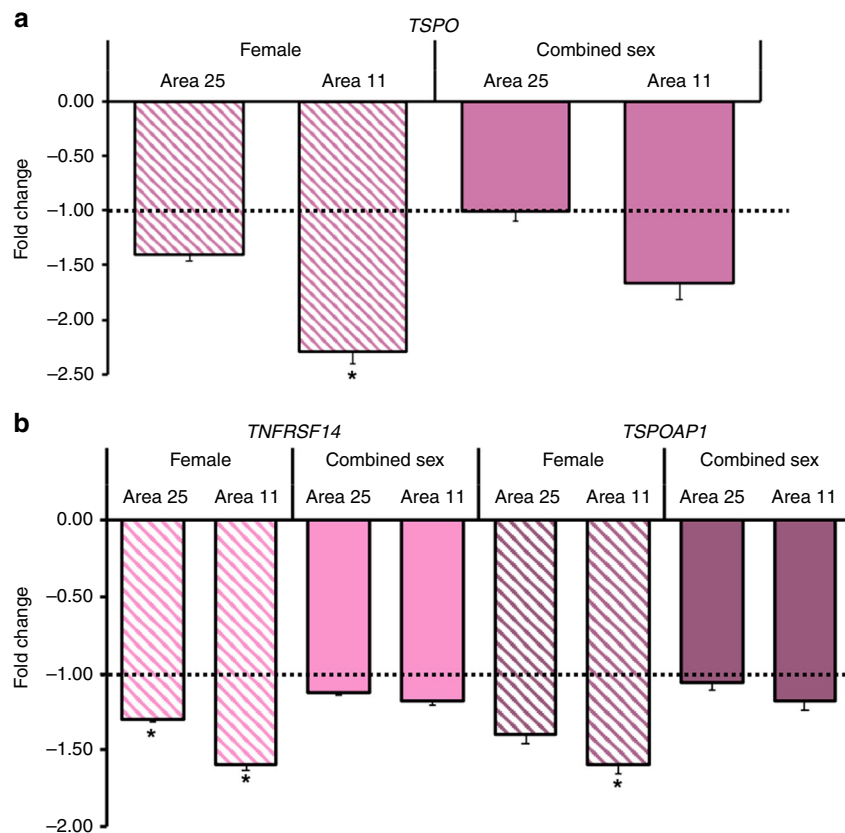 a
TSPO
Female Combined sex
Area 25 Area 11 Area 25 Area 11
0.00
–0.50
–1.00
–1.50
–2.00
–2.50
Fold change
*
b
TNFRSF14 TSPOAP1
Female Combined sex Female Combined sex
Area 25 Area 11 Area 25 Area 11 Area 25 Area 11 Area 25 Area 11
0.00
–0.50
–1.00
–1.50
–2.00
Fold change
* * *